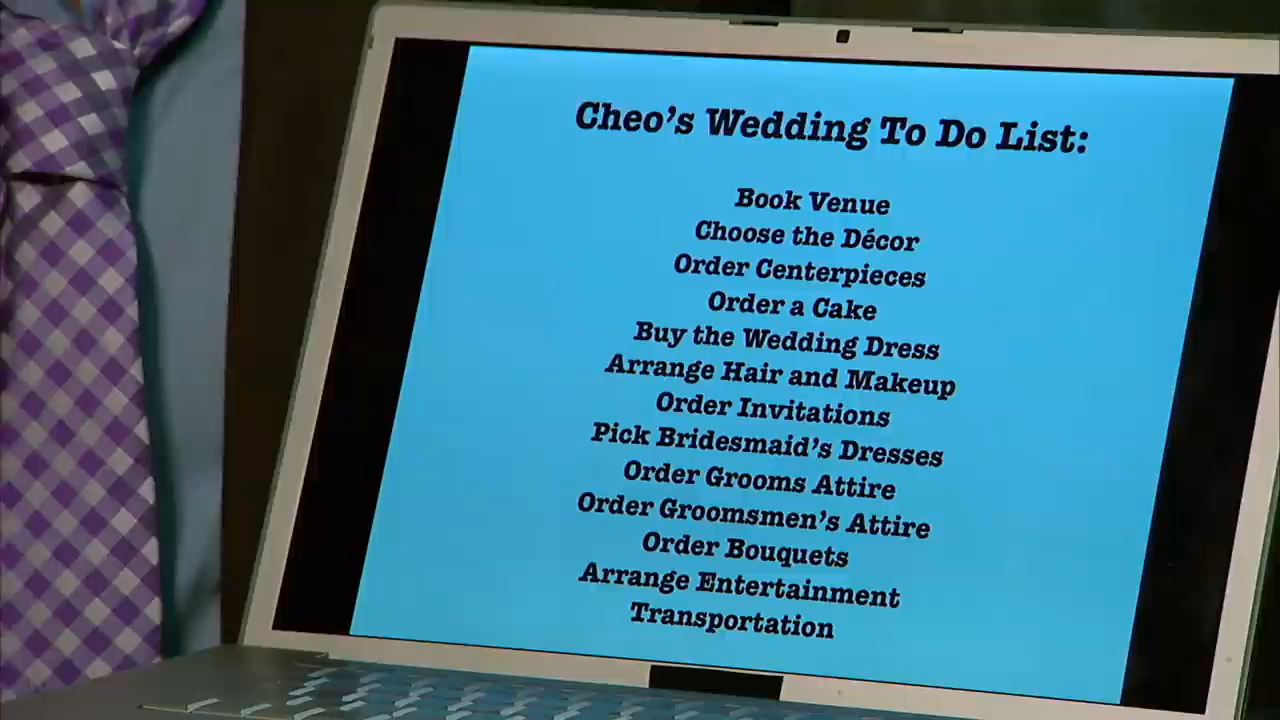 Cheo's Wedding To Do List:
Book Venue
Choose the Décor
Order Centerpieces
Order a Cake
Buy the Wedding Dress
Arrange Hair and Makeup
Order Invitations
Pick Bridesmaid's Dresses
Order Grooms Attire
Order Groomsmen's Attire
Order Bouquets
Arrange Entertainment
Transportation